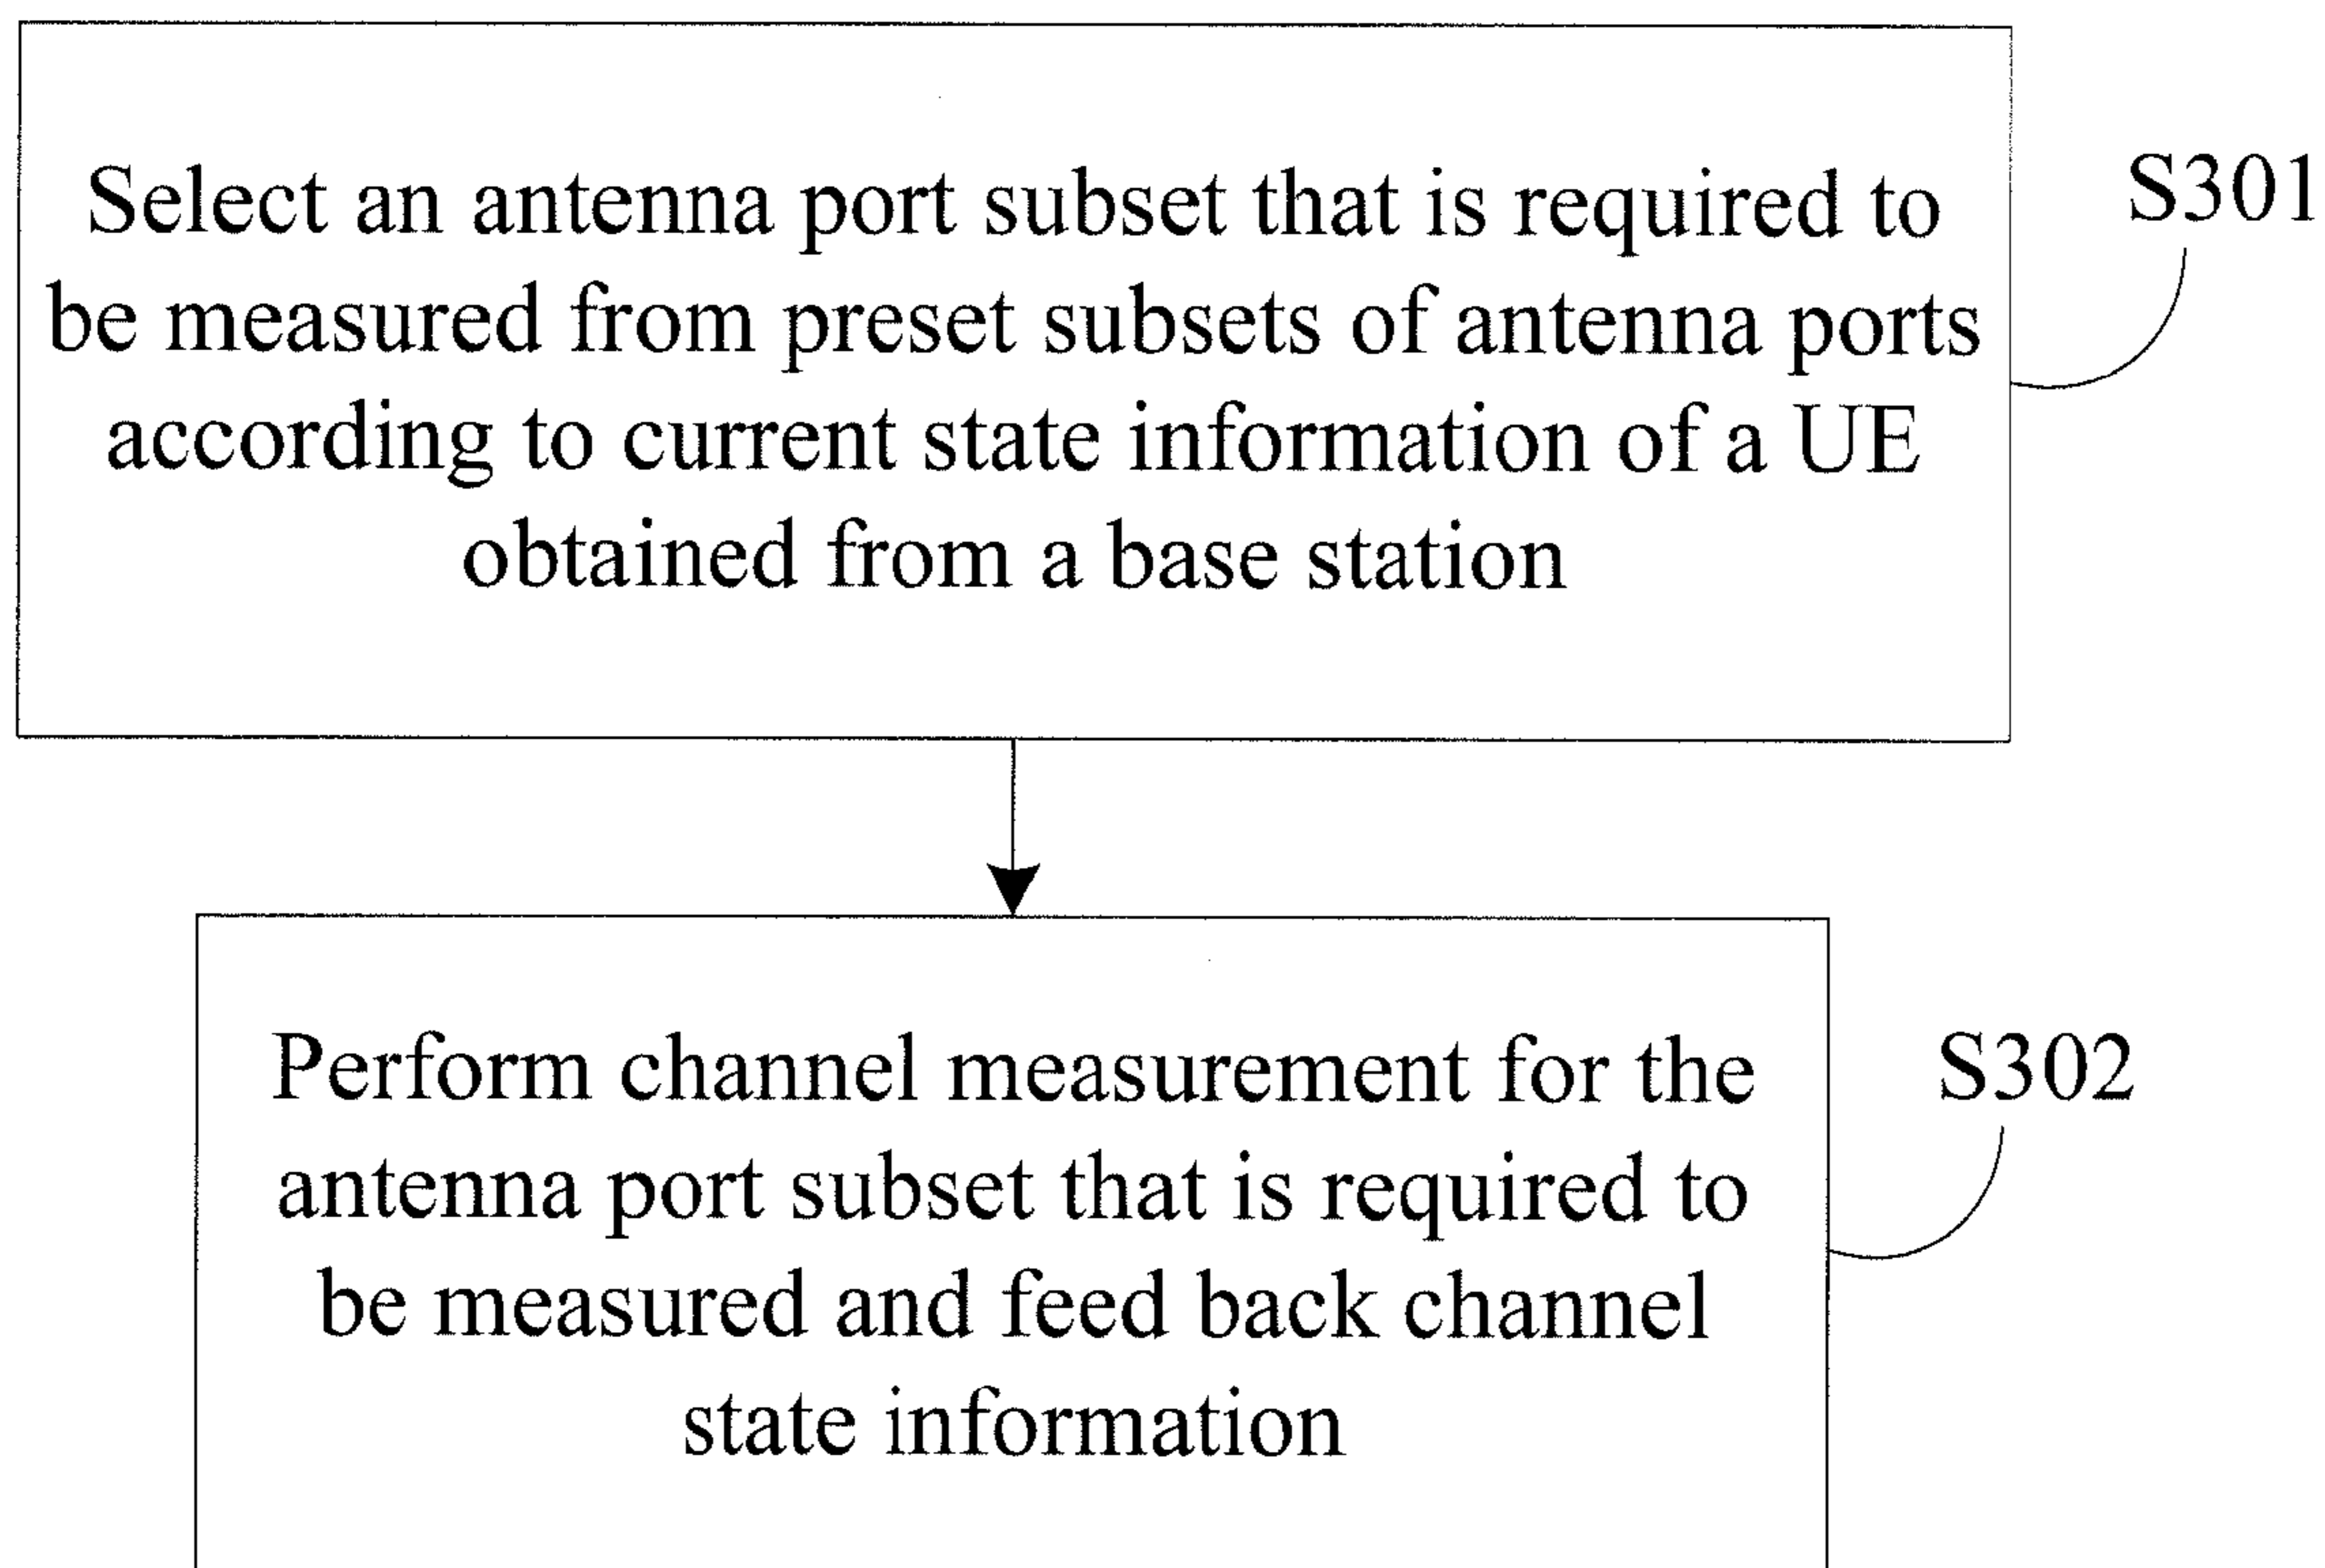 Select an antenna port subset that is required to
be measured from preset subsets of antenna ports
according to current state information of a UE
obtained from a base station
S301
Perform channel measurement for the
antenna port subset that is required to
be measured and feed back channel
state information
S302